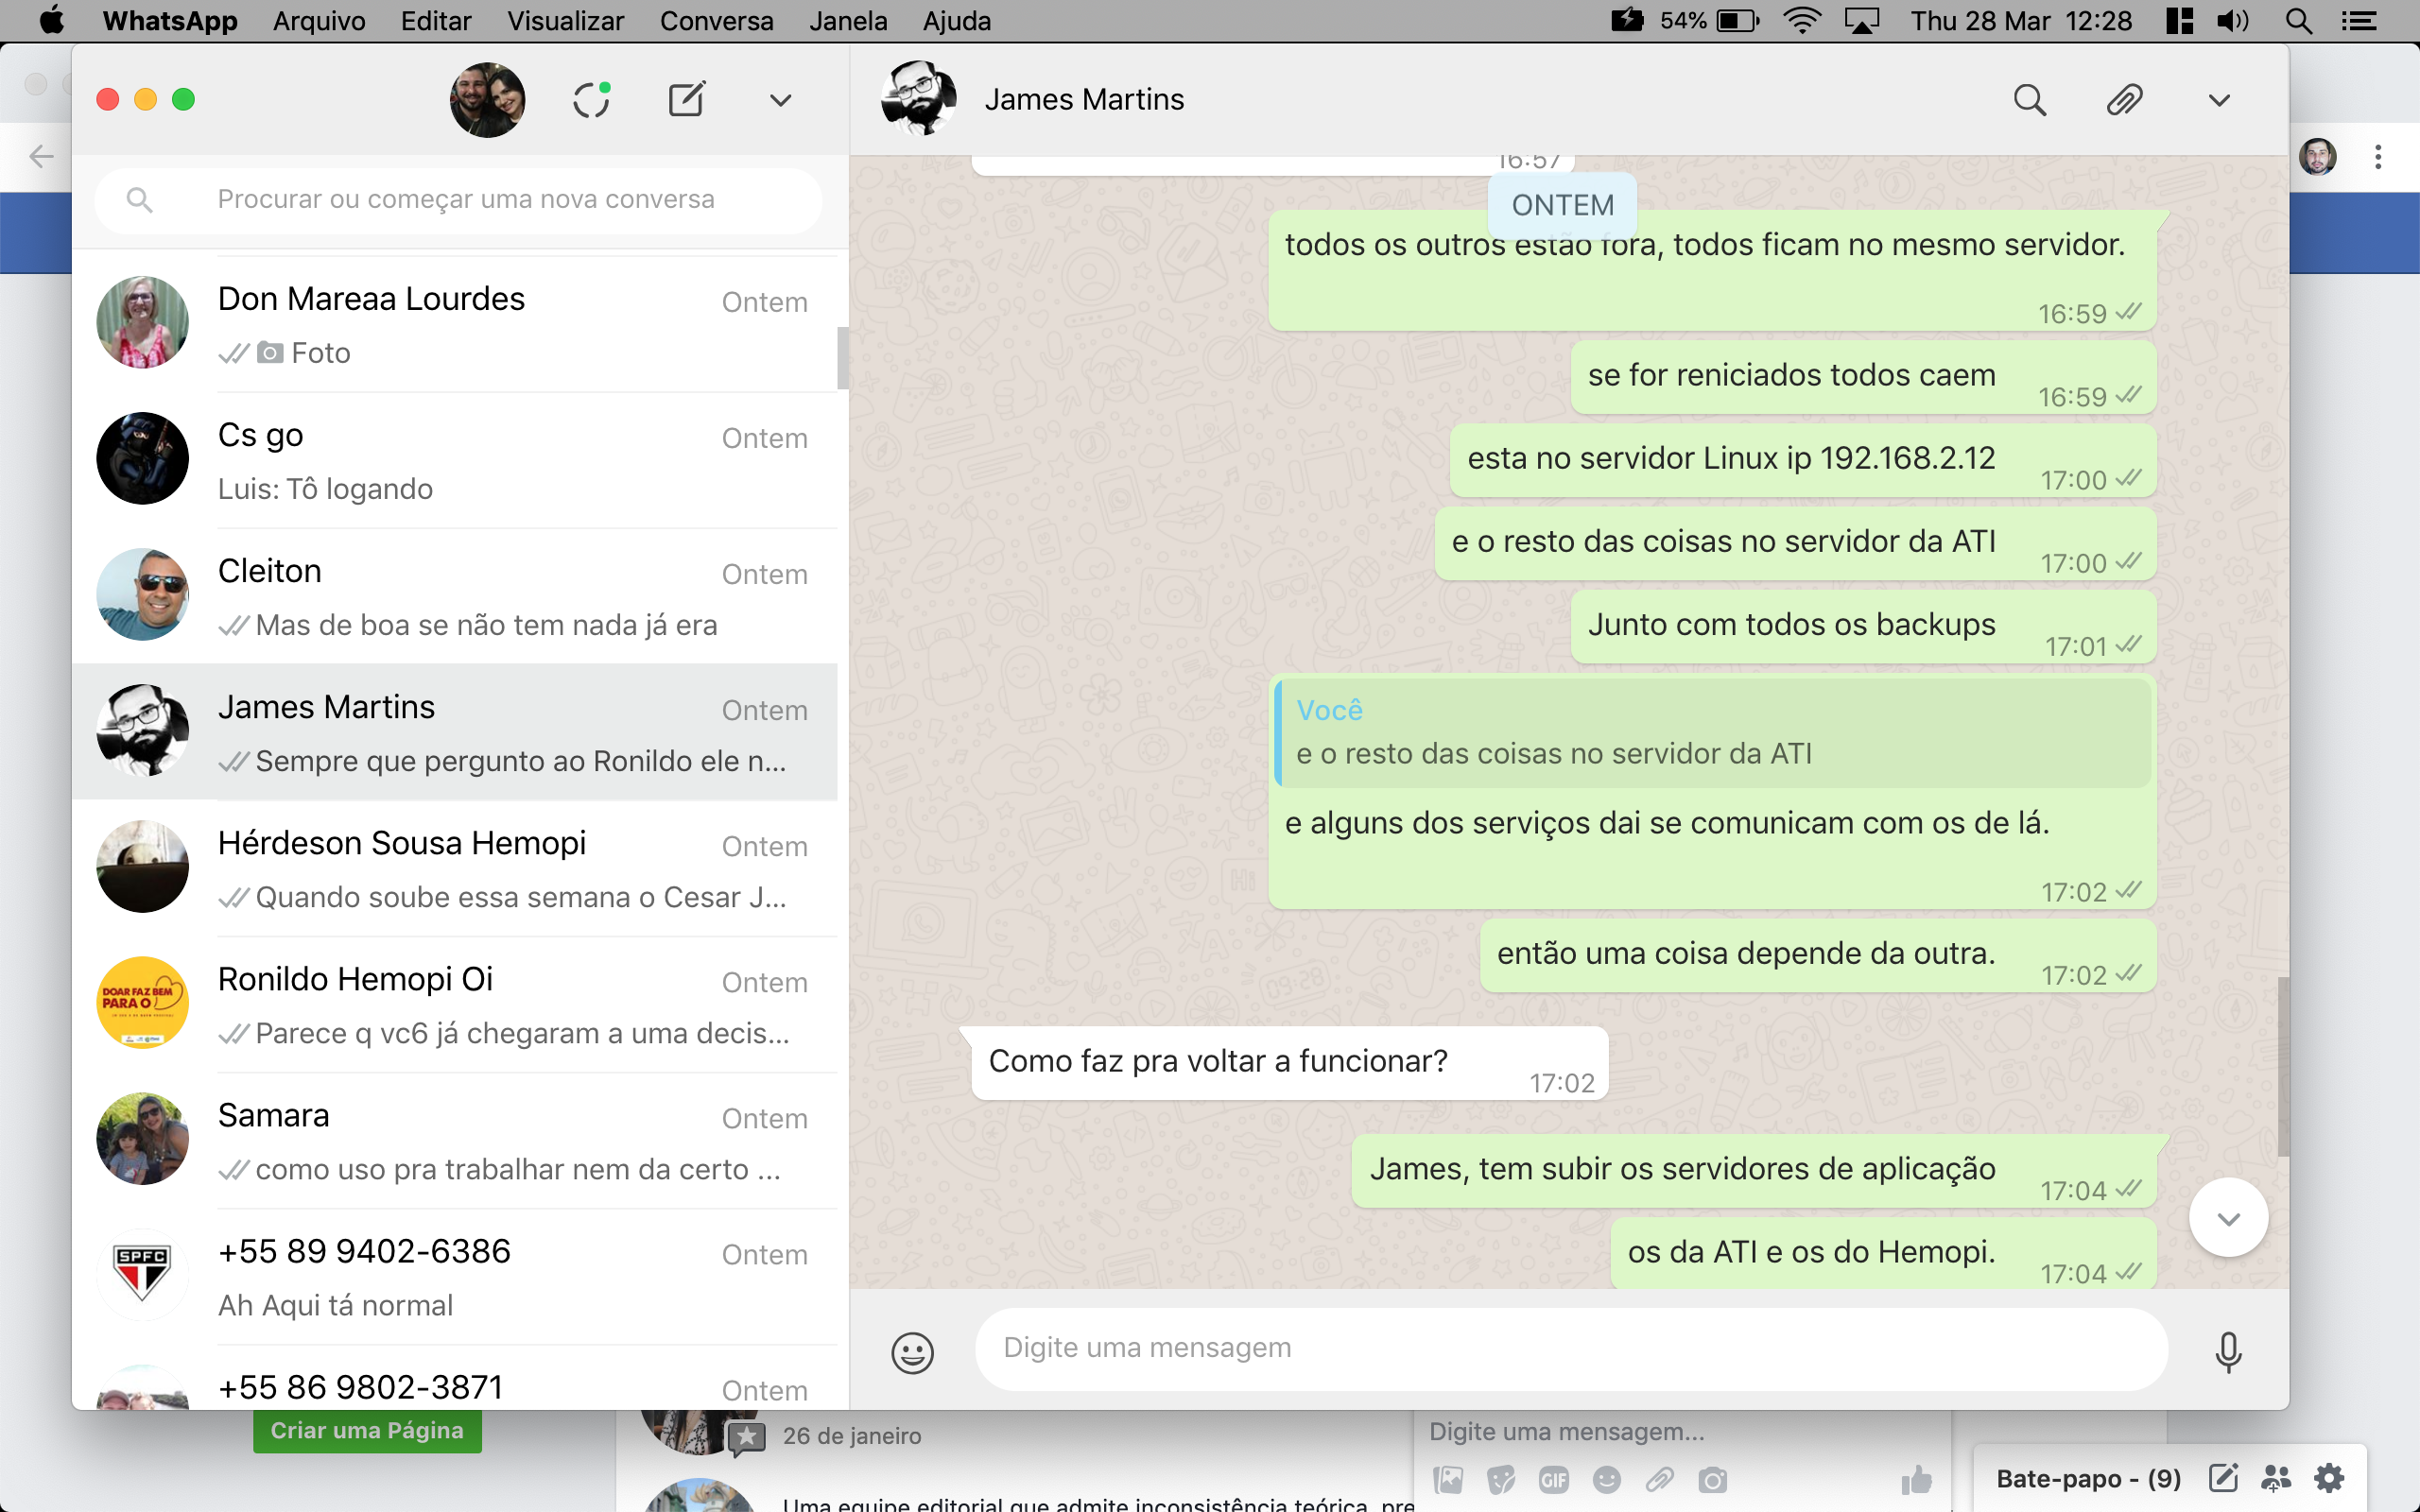 WhatsApp Arquivo Editar Visualizar Conversa Janela Ajuda 54% Thu 28 Mar 12:28
James Martins
Procurar ou começar uma nova conversa
Don Mareaa Lourdes Ontem
Foto
Cs go Ontem
Luis: Tô logando
Cleiton Ontem
Mas de boa se não tem nada já era
James Martins Ontem
Sempre que pergunto ao Ronildo ele n...
Hérdeson Sousa Hemopi Ontem
Quando soube essa semana o Cesar J...
Ronildo Hemopi Oi Ontem
DOAR FAZ BEM
PARA O
Parece q vc6 já chegaram a uma decis...
Samara Ontem
como uso pra trabalhar nem da certo ...
+55 89 9402-6386 Ontem
SPFC
Ah Aqui tá normal
+55 86 9802-3871 Ontem
16:57
ONTEM
todos os outros estão fora, todos ficam no mesmo servidor.
16:59
se for reniciados todos caem
16:59
esta no servidor Linux ip 192.168.2.12
17:00
e o resto das coisas no servidor da ATI
17:00
Junto com todos os backups
17:01
Você
e o resto das coisas no servidor da ATI
e alguns dos serviços dai se comunicam com os de lá.
17:02
então uma coisa depende da outra.
17:02
Como faz pra voltar a funcionar?
17:02
James, tem subir os servidores de aplicação
17:04
os da ATI e os do Hemopi.
17:04
Digite uma mensagem
Criar uma Página
26 de janeiro
Uma equipe editorial que admite inconsistência teórica, pre
Digite uma mensagem...
GIF
Bate-papo - (9)